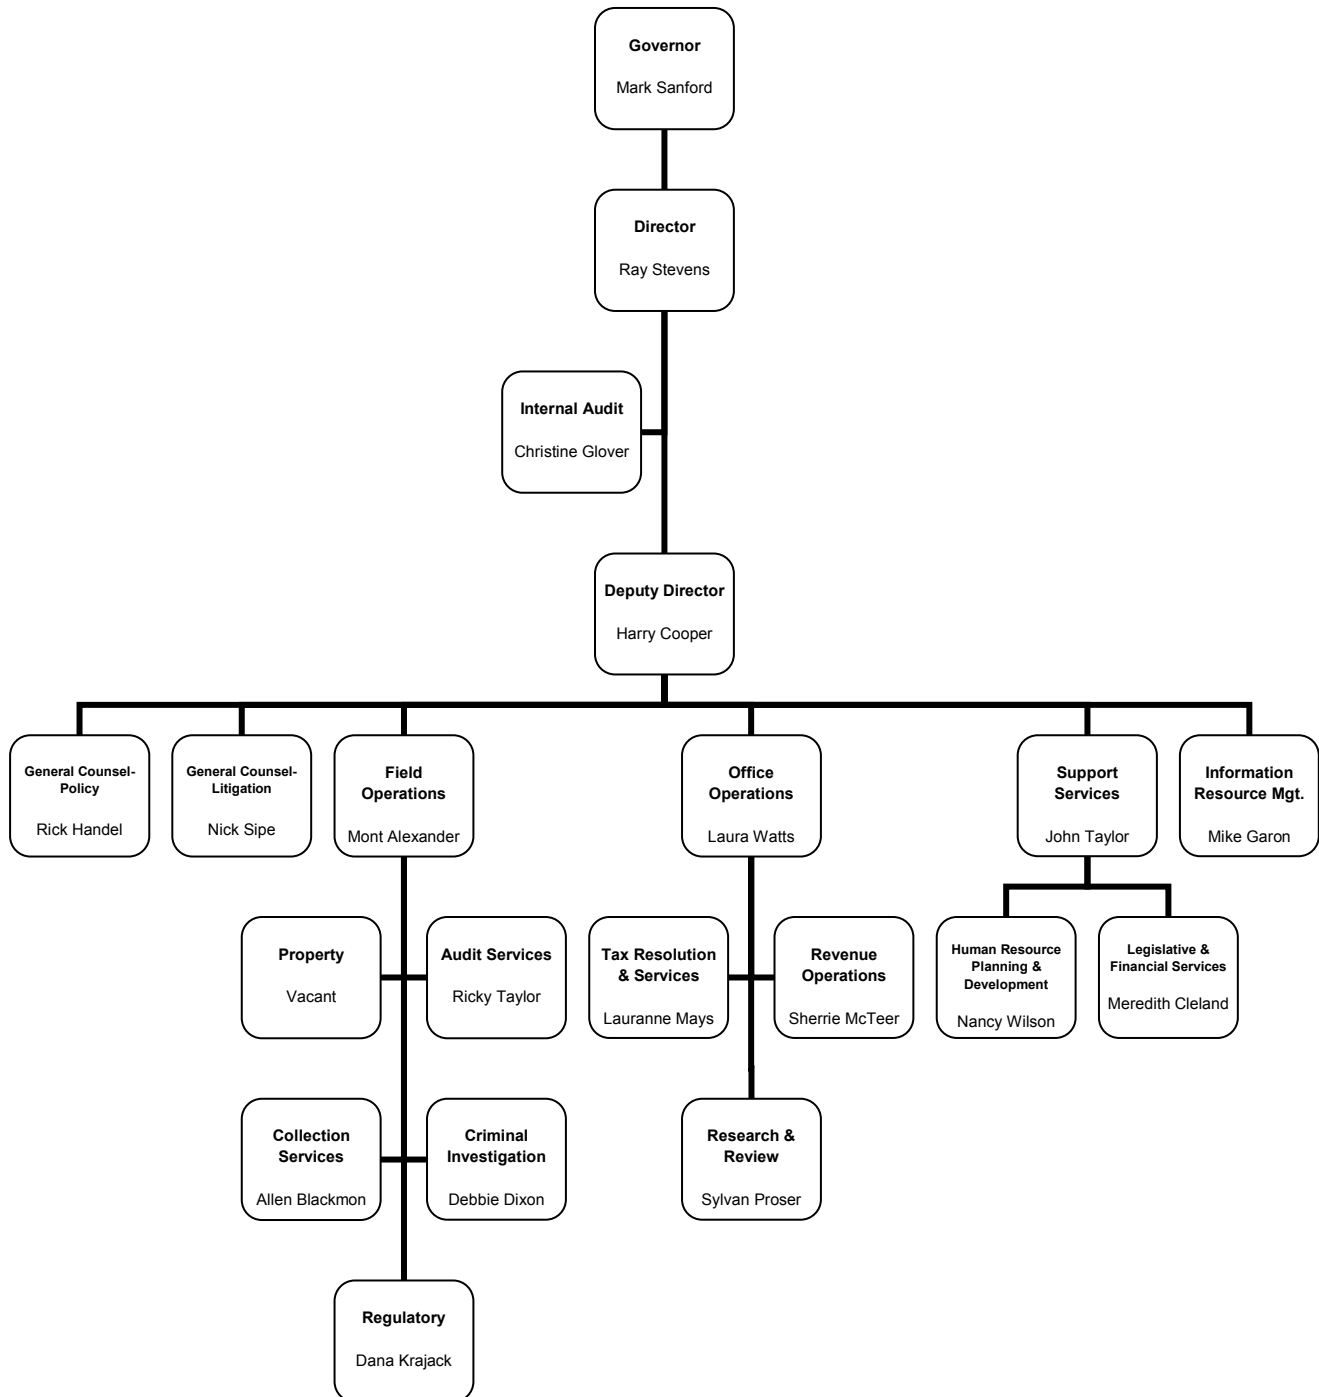 Governor
Mark Sanford
Director
Ray Stevens
Internal Audit
Christine Glover
Deputy Director
Harry Cooper
General Counsel-
Policy
Rick Handel
General Counsel-
Litigation
Nick Sipe
Field
Operations
Mont Alexander
Office
Operations
Laura Watts
Support
Services
John Taylor
Information
Resource Mgt.
Mike Garon
Property
Vacant
Audit Services
Ricky Taylor
Tax Resolution
& Services
Lauranne Mays
Revenue
Operations
Sherrie McTeer
Human Resource
Planning &
Development
Nancy Wilson
Legislative &
Financial Services
Meredith Cleland
Collection
Services
Allen Blackmon
Criminal
Investigation
Debbie Dixon
Research &
Review
Sylvan Proser
Regulatory
Dana Krajack